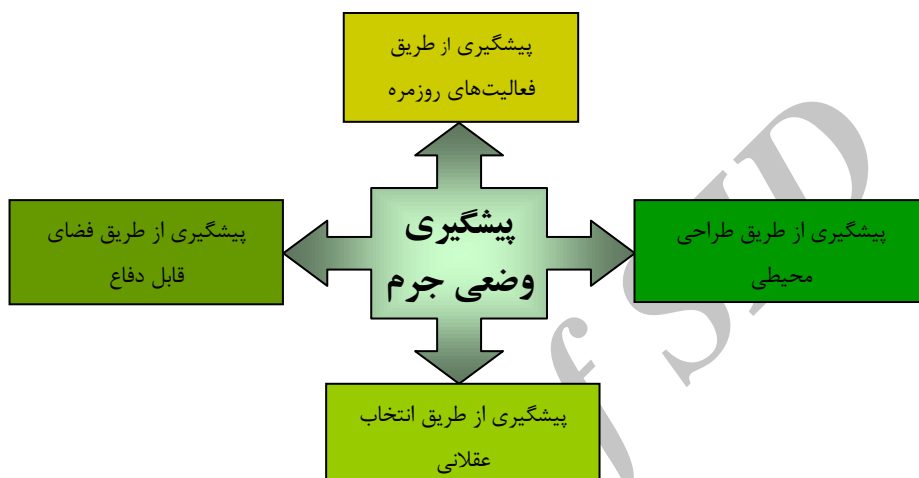 پیشگیری از طریق
فعالیت‌های روزمره
پیشگیری از طریق طراحی
محیطی
پیشگیری
وضعی جرم
پیشگیری از طریق فضای
قابل دفاع
پیشگیری از طریق انتخاب
عقلانی
f SID